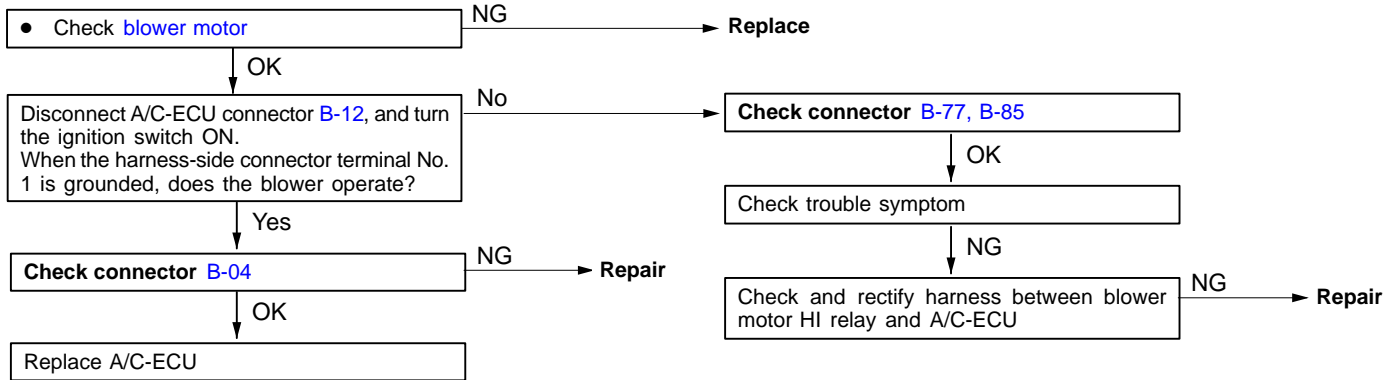 ● Check blower motor
NG
Replace
OK
Disconnect A/C-ECU connector B-12, and turn
the ignition switch ON.
When the harness-side connector terminal No.
1 is grounded, does the blower operate?
No
Check connector B-77, B-85
OK
Check trouble symptom
NG
Check and rectify harness between blower
motor HI relay and A/C-ECU
NG
Repair
Yes
Check connector B-04
NG
Repair
OK
Replace A/C-ECU